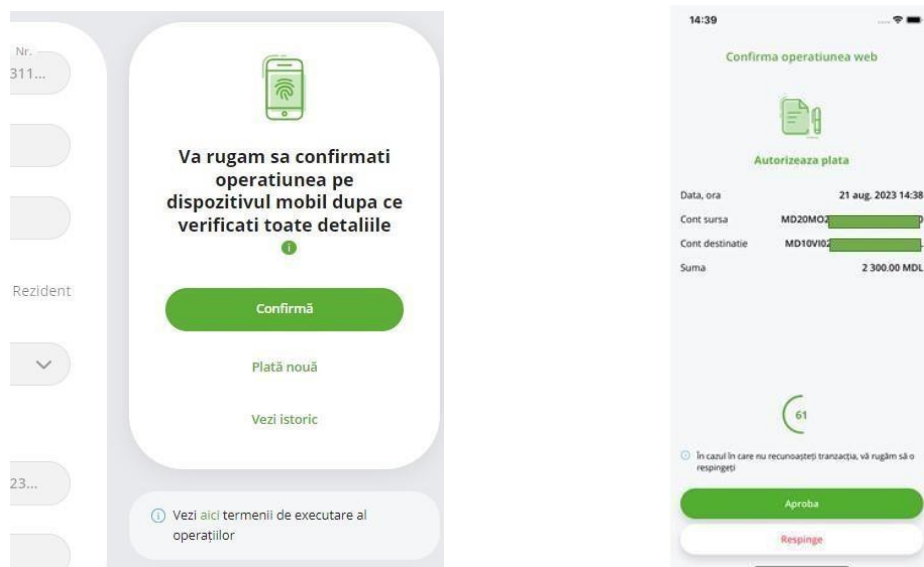 Nr.
311...
Rezident
23...
Va rugam sa confirmati
operatiunea pe
dispozitivul mobil dupa ce
verificati toate detaliile
Confirmă
Plată nouă
Vezi istoric
Vezi aici termenii de executare al
operațiilor
14:39
Confirma operatiunea web
Autorizeaza plata
Data, ora 21 aug. 2023 14:38
Cont sursa MD20MO2
Cont destinatie MD10VI02
Suma 2 300.00 MDL
61
În cazul în care nu recunoașteți tranzacția, vă rugăm să o
respingeți
Aproba
Respinge